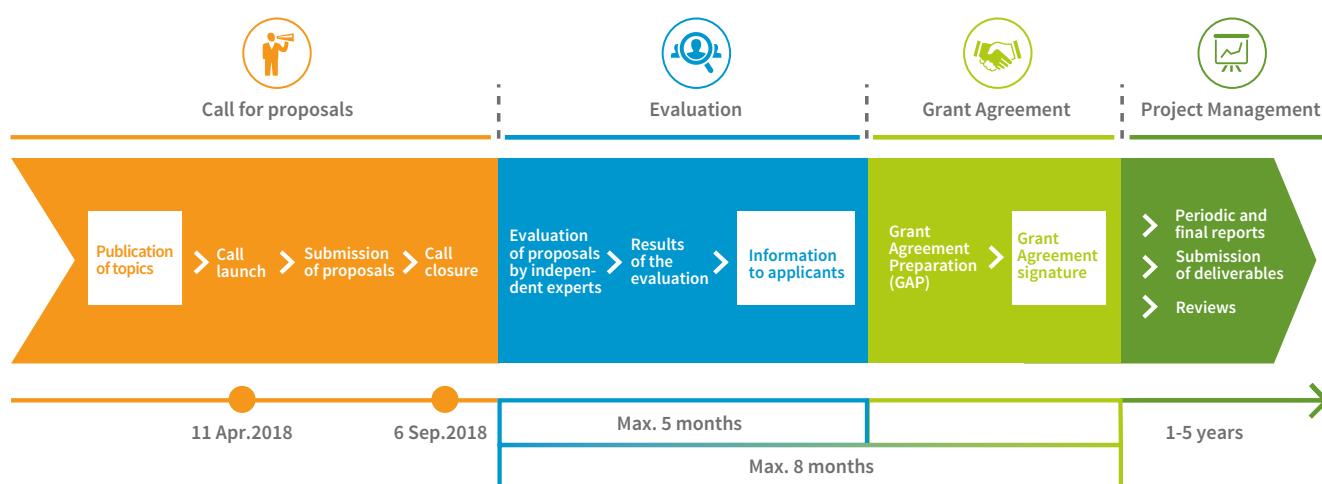 Call for proposals
Evaluation
Grant Agreement
Project Management
Publication
of topics
Call
launch
Submission
of proposals
Call
closure
Evaluation
of proposals
by indepen-
dent experts
Results
of the
evaluation
Information
to applicants
Grant
Agreement
Preparation
(GAP)
Grant
Agreement
signature
Periodic and
final reports
Submission
of deliverables
Reviews
11 Apr.2018
6 Sep.2018
Max. 5 months
1-5 years
Max. 8 months